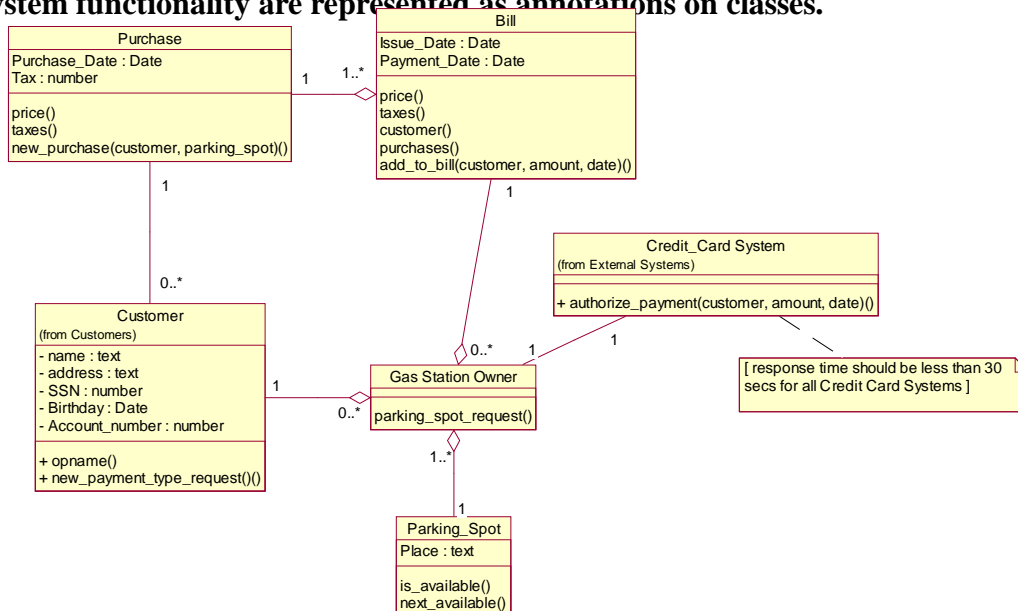 ystem functionality are represented as annotations on classes.
Purchase
Purchase_Date : Date
Tax : number
price()
taxes()
new_purchase(customer, parking_spot)()
1
1..*
Bill
Issue_Date : Date
Payment_Date : Date
price()
taxes()
customer()
purchases()
add_to_bill(customer, amount, date)()
1
0..*
1
0..*
Credit_Card System
(from External Systems)
+ authorize_payment(customer, amount, date)()
1
1
[ response time should be less than 30
secs for all Credit Card Systems ]
Customer
(from Customers)
- name : text
- address : text
- SSN : number
- Birthday : Date
- Account_number : number
+ opname()
+ new_payment_type_request()()
1
0..*
Gas Station Owner
parking_spot_request()
1..*
1
Parking_Spot
Place : text
is_available()
next_available()